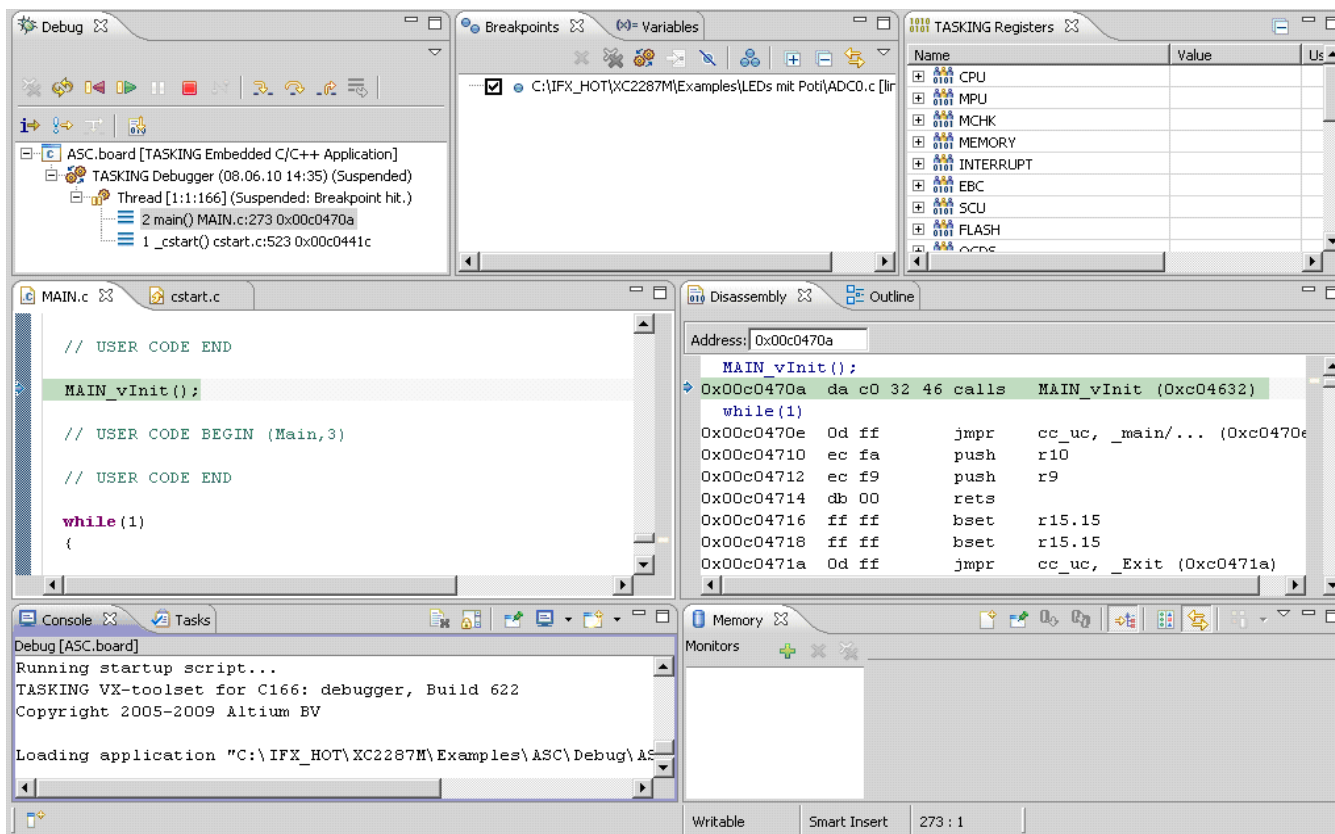 Debug
ASC.board [TASKING Embedded C/C++ Application]
TASKING Debugger (08.06.10 14:35) (Suspended)
Thread [1:1:166] (Suspended: Breakpoint hit.)
2 main() MAIN.c:273 0x00c0470a
1 _cstart() cstart.c:523 0x00c0441c
Breakpoints
(x)= Variables
C:\IFX_HOT\XC2287M\Examples\LEDs mit Poti\ADC0.c [lin
TASKING Registers
Name Value Us
CPU
MPU
MCHK
MEMORY
INTERRUPT
EBC
SCU
FLASH
OCDS
MAIN.c
cstart.c
// USER CODE END
MAIN_vInit();
// USER CODE BEGIN (Main,3)
// USER CODE END
while(1)
{
Disassembly
Outline
Address: 0x00c0470a
MAIN_vInit();
0x00c0470a da c0 32 46 calls MAIN_vInit (0xc04632)
while(1)
0x00c0470e 0d ff jmpr cc_uc, _main/... (0xc0470e
0x00c04710 ec fa push r10
0x00c04712 ec f9 push r9
0x00c04714 db 00 rets
0x00c04716 ff ff bset r15.15
0x00c04718 ff ff bset r15.15
0x00c0471a 0d ff jmpr cc_uc, _Exit (0xc0471a)
Console
Tasks
Debug [ASC.board]
Running startup script...
TASKING VX-toolset for C166: debugger, Build 622
Copyright 2005-2009 Altium BV
Loading application "C:\IFX_HOT\XC2287M\Examples\ASC\Debug\AS
Memory
Monitors
Writable
Smart Insert
273 : 1